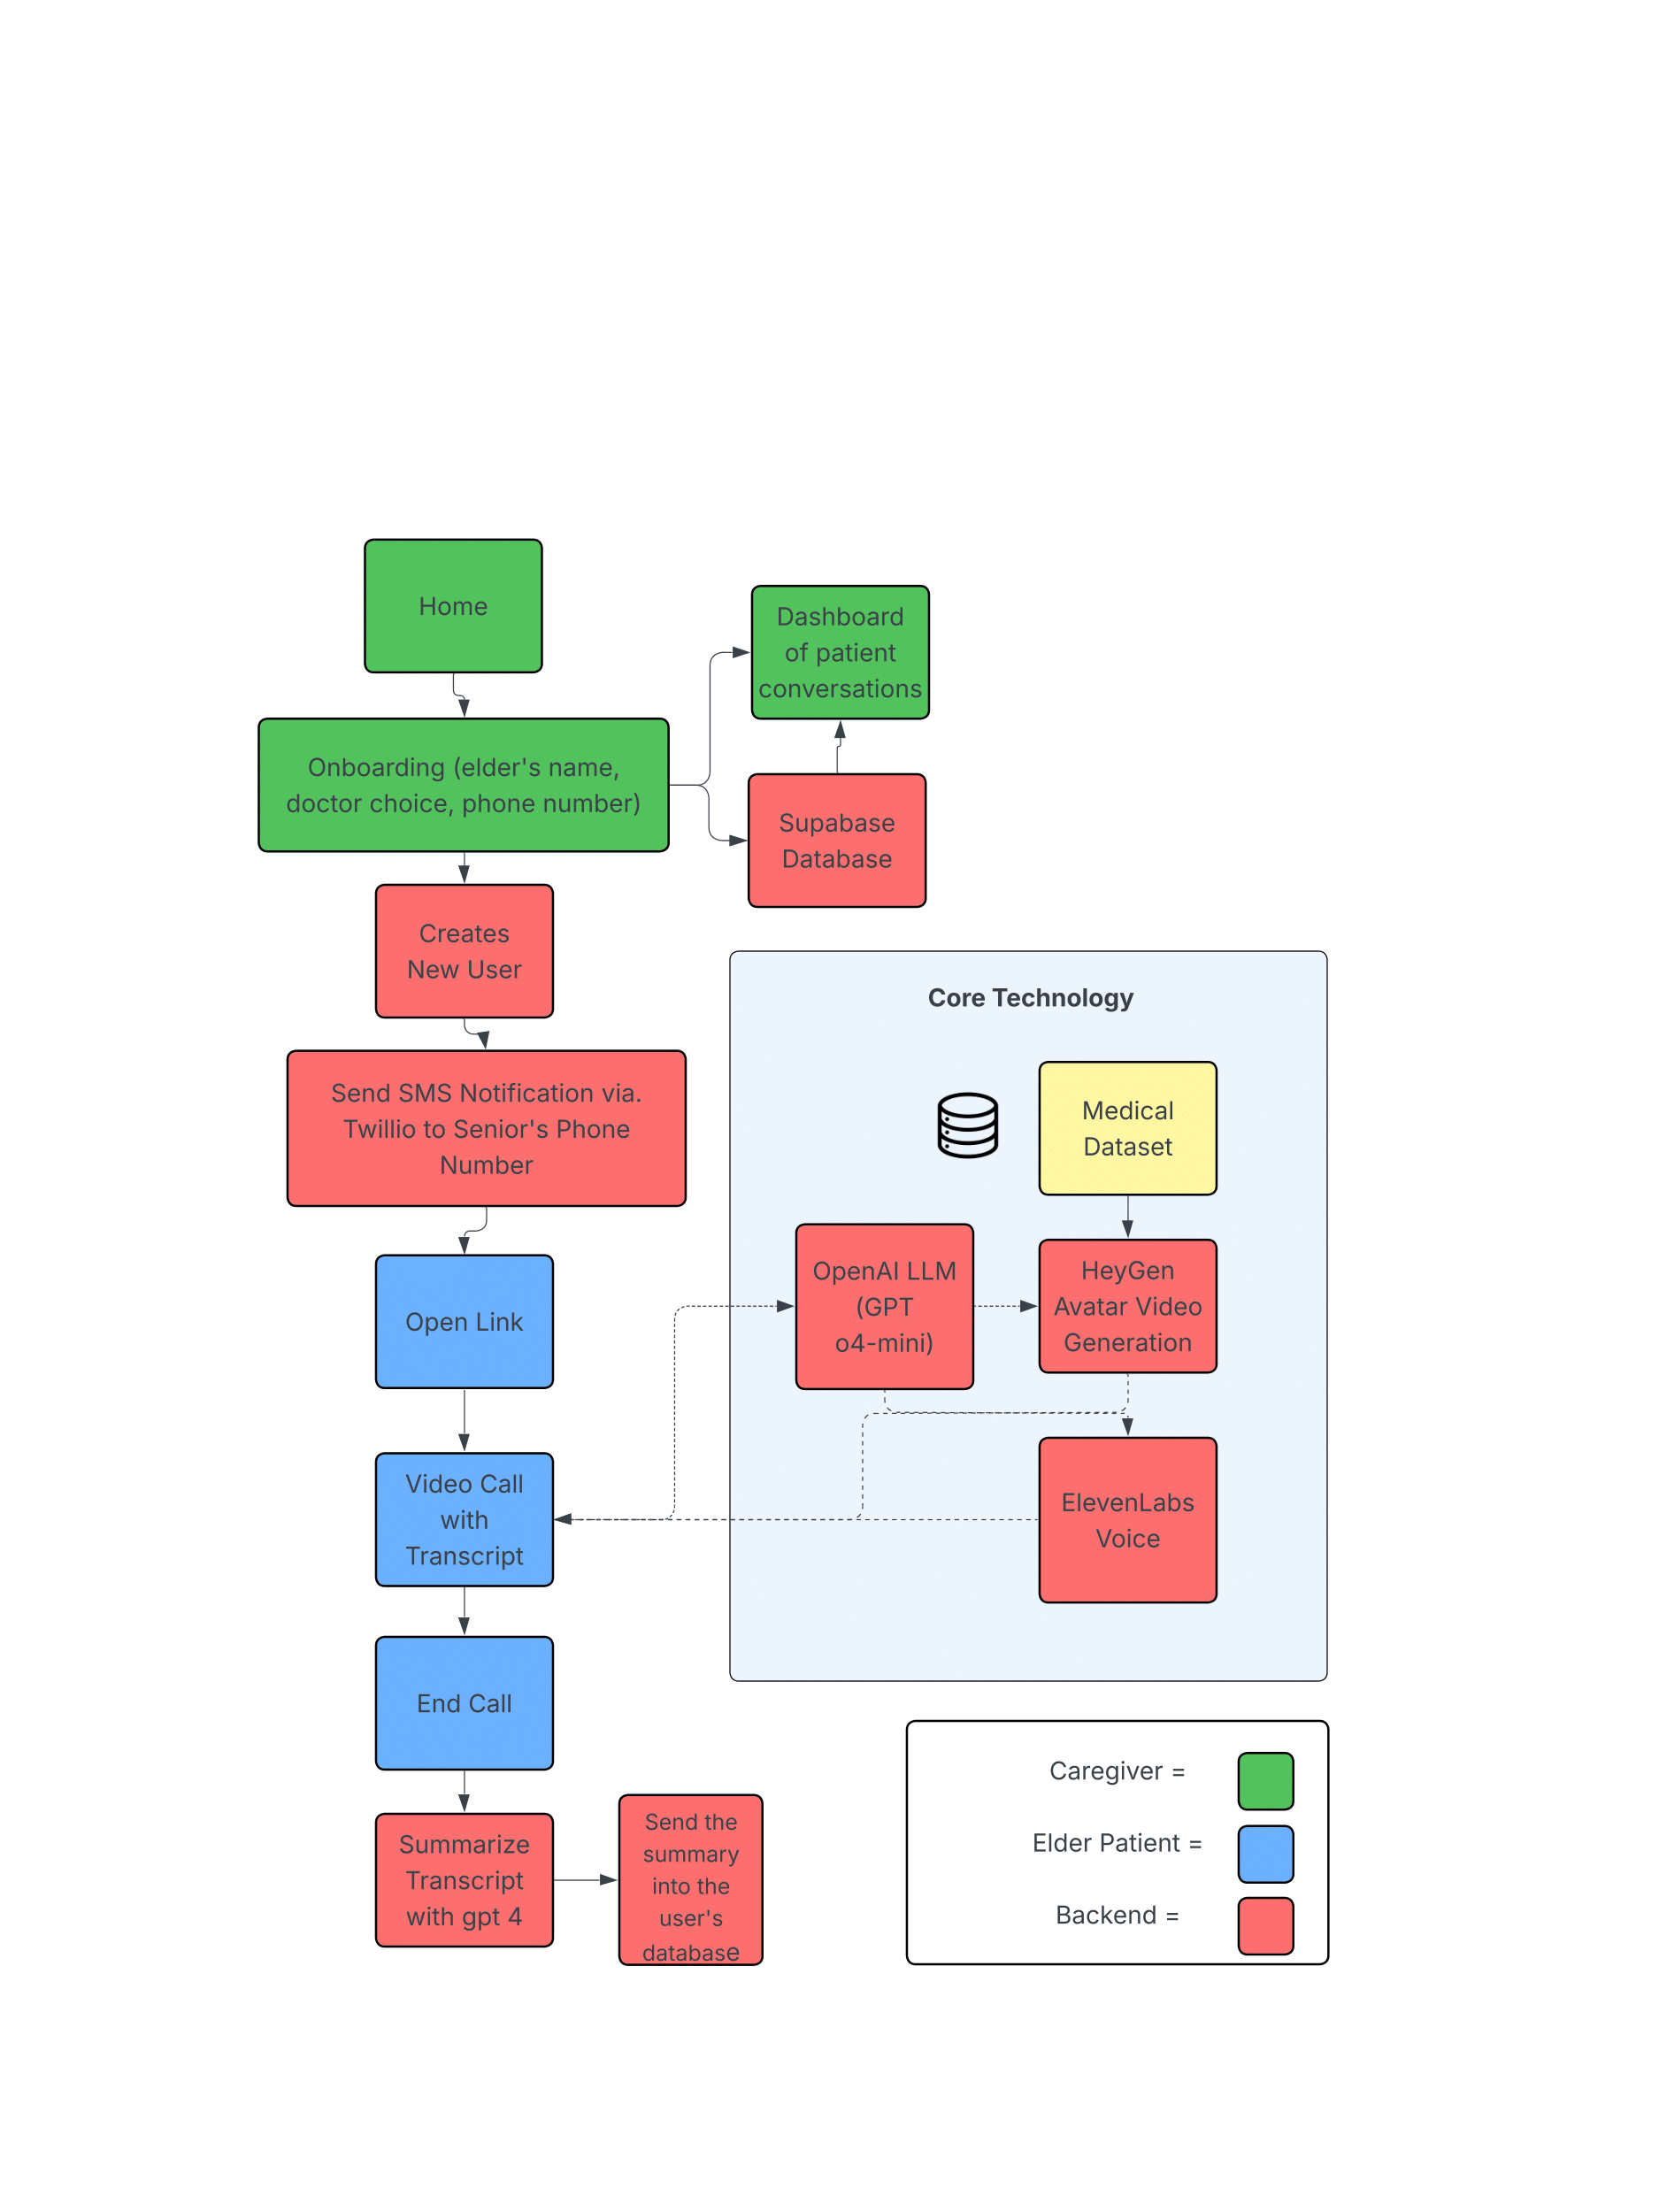 Home
Dashboard
of patient
conversations
Onboarding (elder's name,
doctor choice, phone number)
Supabase
Database
Creates
New User
Core Technology
Send SMS Notification via.
Twillio to Senior's Phone
Number
Medical
Dataset
OpenAI LLM
(GPT
o4-mini)
HeyGen
Avatar Video
Generation
Open Link
Video Call
with
Transcript
ElevenLabs
Voice
End Call
Summarize
Transcript
with gpt 4
Send the
summary
into the
user's
database
Caregiver =
Elder Patient =
Backend =